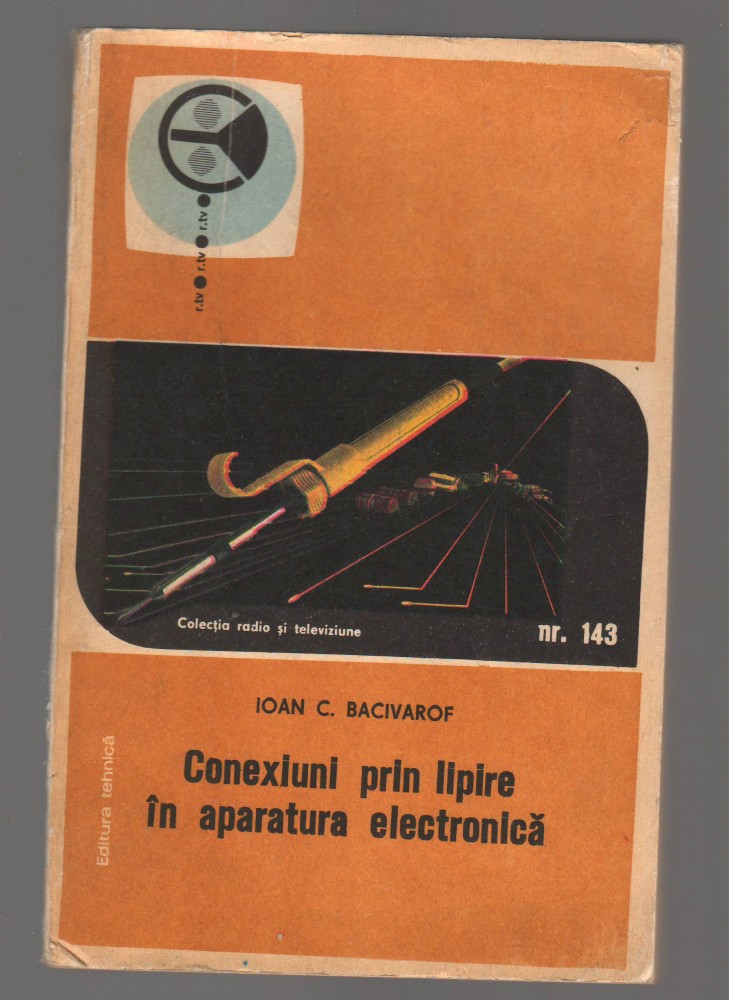 r.tv ● r.tv ● r.tv ●
Colecția radio și televiziune
nr. 143
IOAN C. BACIVAROF
Conexiuni prin lipire
în aparatura electronică
Editura tehnică